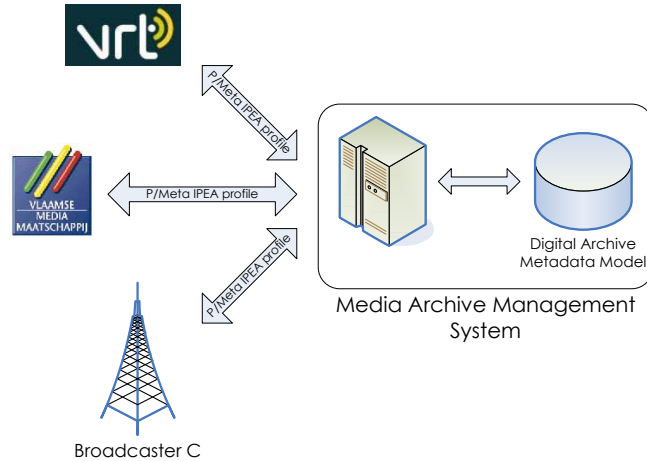 vrt
P/Meta IPEA profile
VLAAMSE
MEDIA
MAATSCHAPPIJ
P/Meta IPEA profile
P/Meta IPEA profile
Digital Archive
Metadata Model
Media Archive Management
System
Broadcaster C